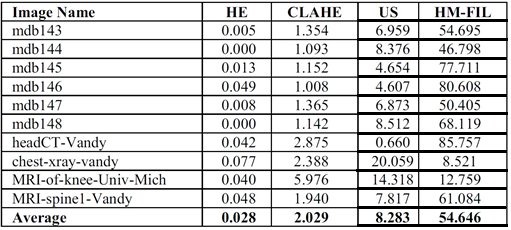 Image Name HE CLAHE US HM-FIL
mdb143 0.005 1.354 6.959 54.695
mdb144 0.000 1.093 8.376 46.798
mdb145 0.013 1.152 4.654 77.711
mdb146 0.049 1.008 4.607 80.608
mdb147 0.008 1.365 6.873 50.405
mdb148 0.000 1.142 8.512 68.119
headCT-Vandy 0.042 2.875 0.660 85.757
chest-xray-vandy 0.077 2.388 20.059 8.521
MRI-of-knee-Univ-Mich 0.040 5.976 14.318 12.759
MRI-spine1-Vandy 0.048 1.940 7.817 61.084
Average 0.028 2.029 8.283 54.646